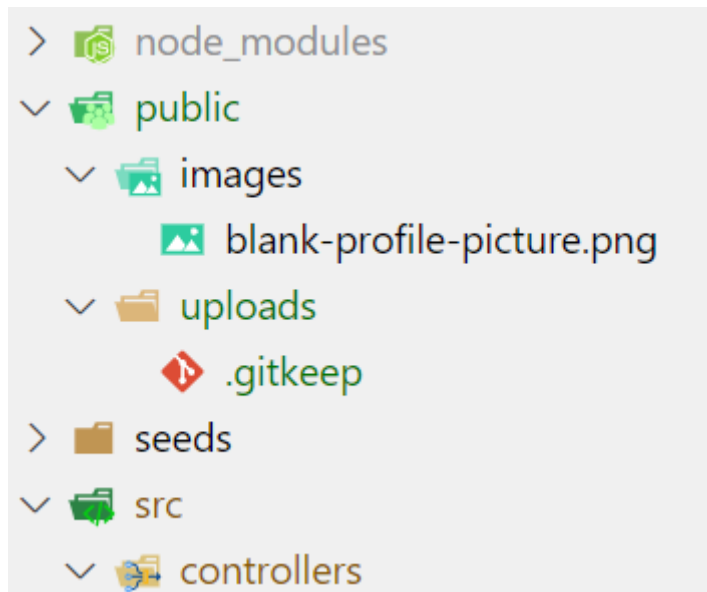 node_modules
public
images
blank-profile-picture.png
uploads
.gitkeep
seeds
src
controllers